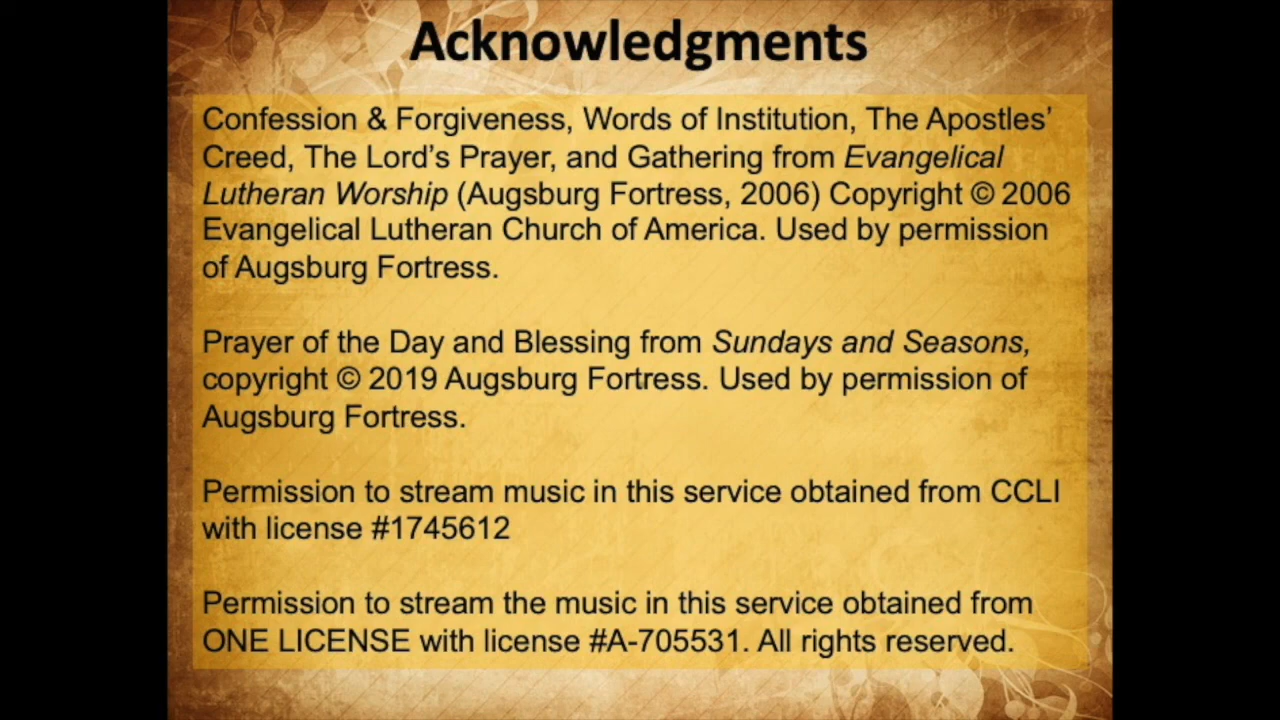 Acknowledgments
Confession & Forgiveness, Words of Institution, The Apostles’
Creed, The Lord’s Prayer, and Gathering from Evangelical
Lutheran Worship (Augsburg Fortress, 2006) Copyright © 2006
Evangelical Lutheran Church of America. Used by permission
of Augsburg Fortress.
Prayer of the Day and Blessing from Sundays and Seasons,
copyright © 2019 Augsburg Fortress. Used by permission of
Augsburg Fortress.
Permission to stream music in this service obtained from CCLI
with license #1745612
Permission to stream the music in this service obtained from
ONE LICENSE with license #A-705531. All rights reserved.